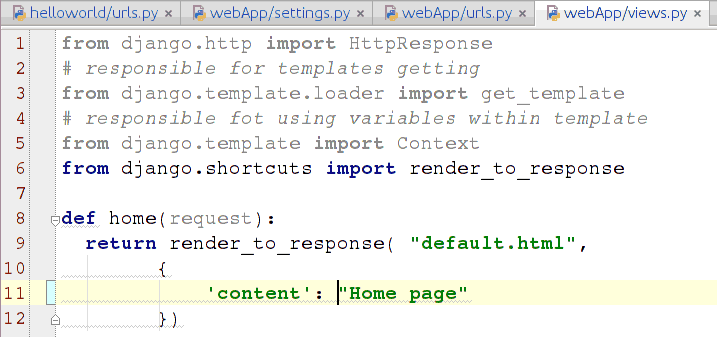 helloworld/urls.py × webApp/settings.py × webApp/urls.py × webApp/views.py ×
1 from django.http import HttpResponse
2 # responsible for templates getting
3 from django.template.loader import get_template
4 # responsible fot using variables within template
5 from django.template import Context
6 from django.shortcuts import render_to_response
7
8 def home(request):
9 return render_to_response( "default.html",
10 {
11 'content': "Home page"
12 })